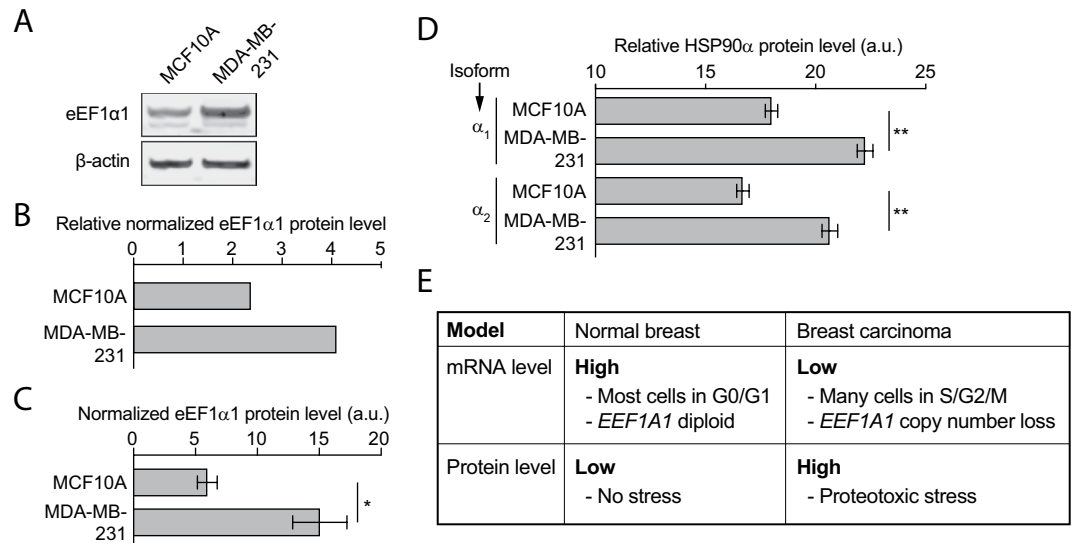 A
MCF10A
MDA-MB-
231
eEF1α1
β-actin
B
Relative normalized eEF1α1 protein level
0 1 2 3 4 5
MCF10A
MDA-MB-
231
C
Normalized eEF1α1 protein level (a.u.)
0 5 10 15 20
MCF10A
MDA-MB-
231
*
D
Relative HSP90α protein level (a.u.)
10 15 20 25
Isoform
α1
MCF10A
MDA-MB-
231
**
α2
MCF10A
MDA-MB-
231
**
E
Model Normal breast Breast carcinoma
mRNA level High Low
- Most cells in G0/G1 - Many cells in S/G2/M
- EEF1A1 diploid - EEF1A1 copy number loss
Protein level Low High
- No stress - Proteotoxic stress